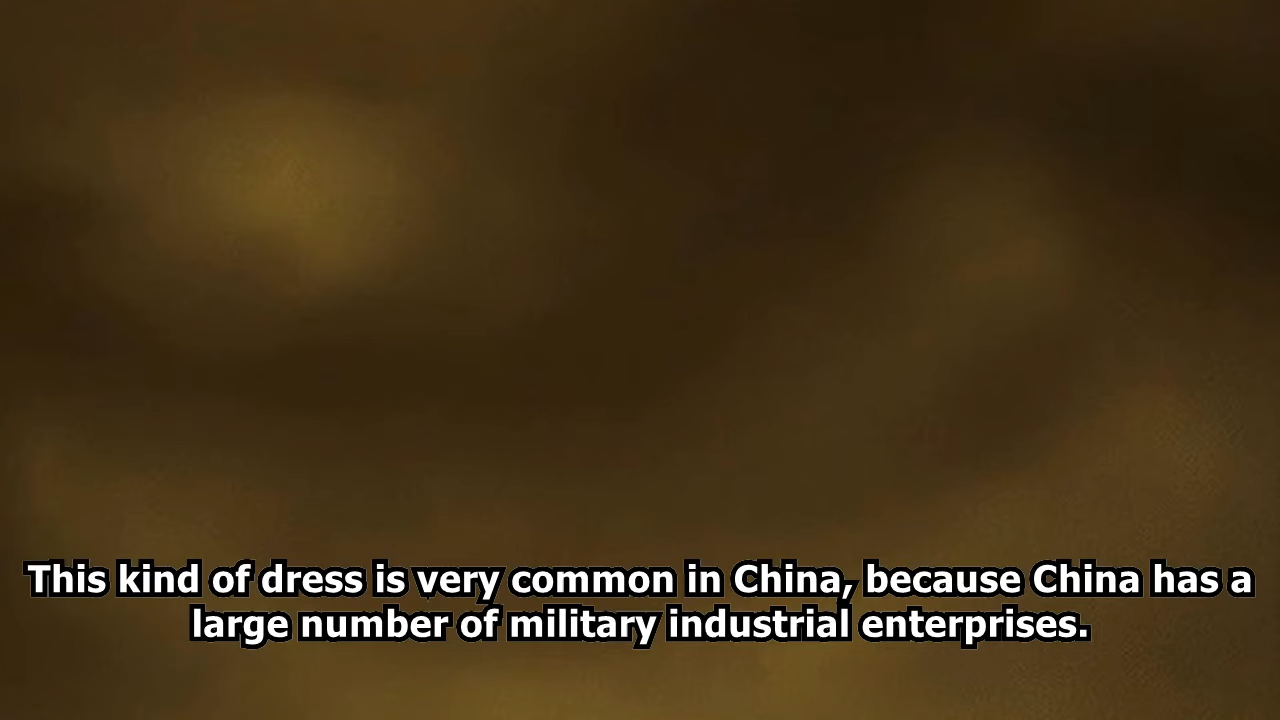 This kind of dress is very common in China, because China has a
large number of military industrial enterprises.